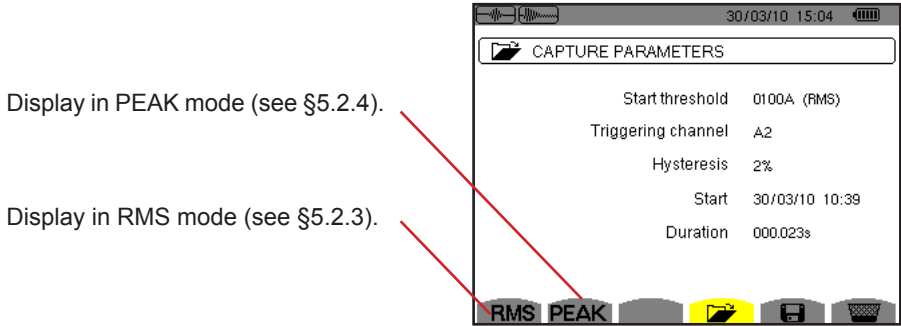 30/03/10 15:04
CAPTURE PARAMETERS
Display in PEAK mode (see §5.2.4).
Start threshold 0100A (RMS)
Triggering channel A2
Hysteresis 2%
Display in RMS mode (see §5.2.3).
Start 30/03/10 10:39
Duration 000.023s
RMS PEAK